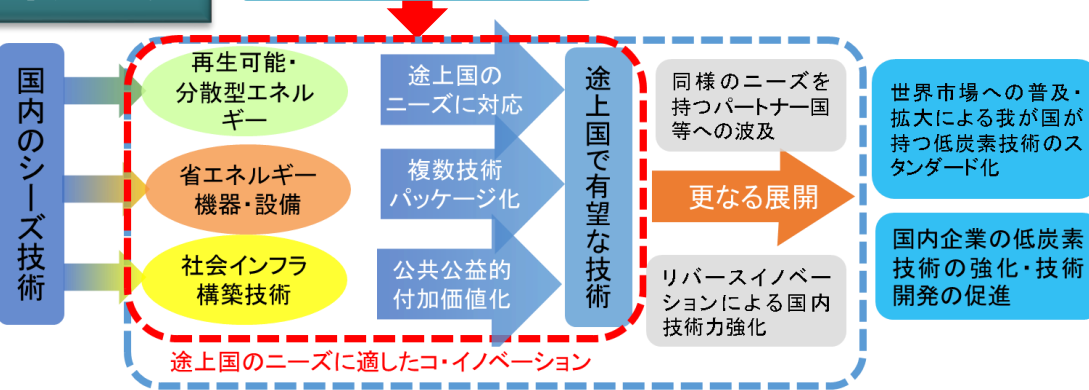 国内のシーズ技術
再生可能・
分散型エネル
ギー
省エネルギー
機器・設備
社会インフラ
構築技術
途上国の
ニーズに対応
複数技術
パッケージ化
公共公益的
付加価値化
途上国で有望な技術
途上国のニーズに適したコ・イノベーション
同様のニーズを
持つパートナー国
等への波及
更なる展開
リバースイノベー
ションによる国内
技術力強化
世界市場への普及・
拡大による我が国が
持つ低炭素技術のス
タンダード化
国内企業の低炭素
技術の強化・技術
開発の促進